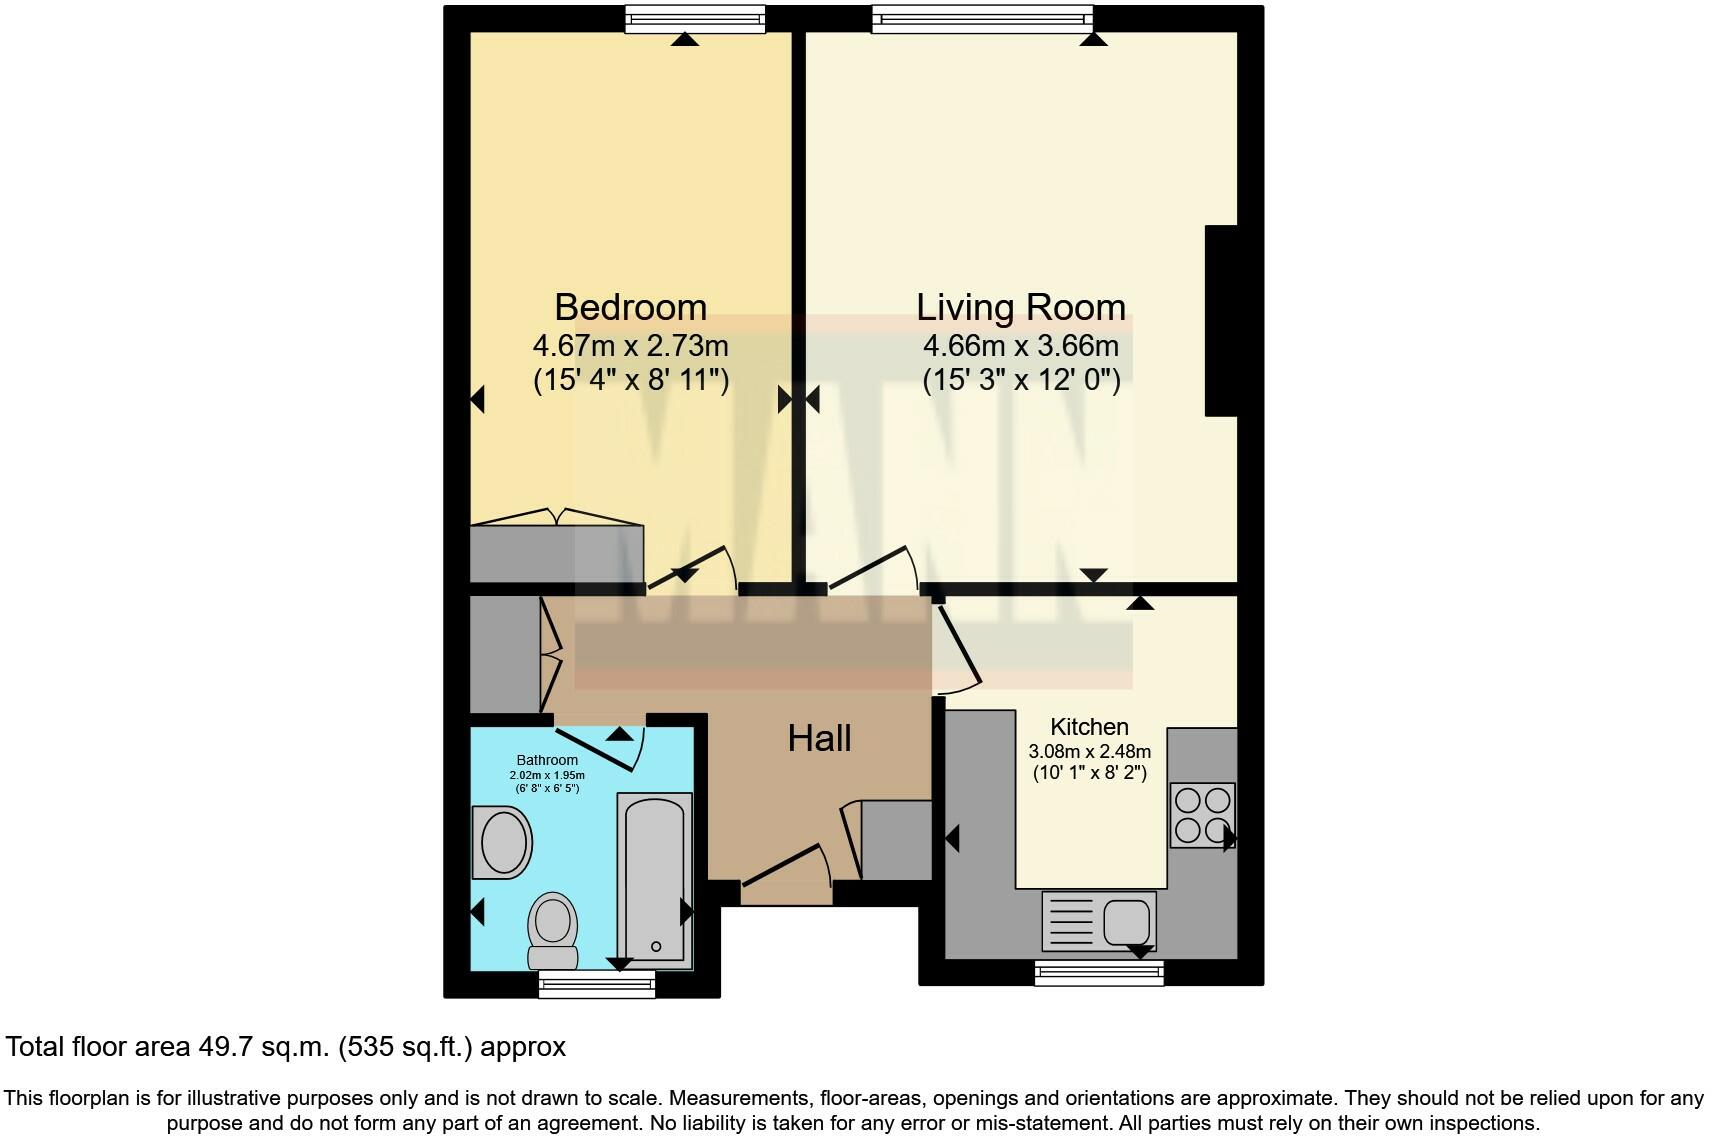 Bedroom
4.67m x 2.73m
(15' 4" x 8' 11")
Living Room
4.66m x 3.66m
(15' 3" x 12' 0")
MANN
Hall
Kitchen
3.08m x 2.48m
(10' 1" x 8' 2")
Bathroom
2.02m x 1.95m
(6' 8" x 6' 5")
Total floor area 49.7 sq.m. (535 sq.ft.) approx
This floorplan is for illustrative purposes only and is not drawn to scale. Measurements, floor-areas, openings and orientations are approximate. They should not be relied upon for any
purpose and do not form any part of an agreement. No liability is taken for any error or mis-statement. All parties must rely on their own inspections.